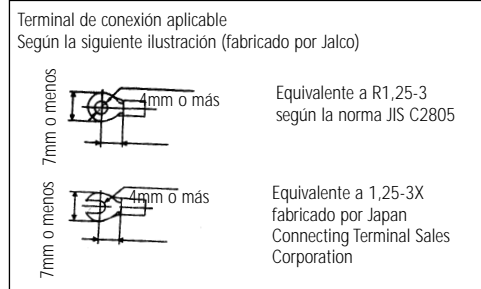 Terminal de conexión aplicable
Según la siguiente ilustración (fabricado por Jalco)
7mm o menos
4mm o más
Equivalente a R1,25-3
según la norma JIS C2805
7mm o menos
4mm o más
Equivalente a 1,25-3X
fabricado por Japan
Connecting Terminal Sales
Corporation